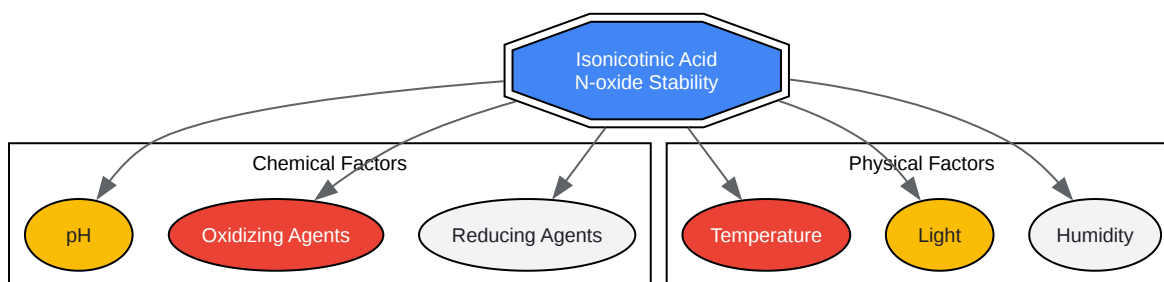 Isonicotinic Acid
N-oxide Stability
Chemical Factors
Physical Factors
pH
Oxidizing Agents
Reducing Agents
Temperature
Light
Humidity